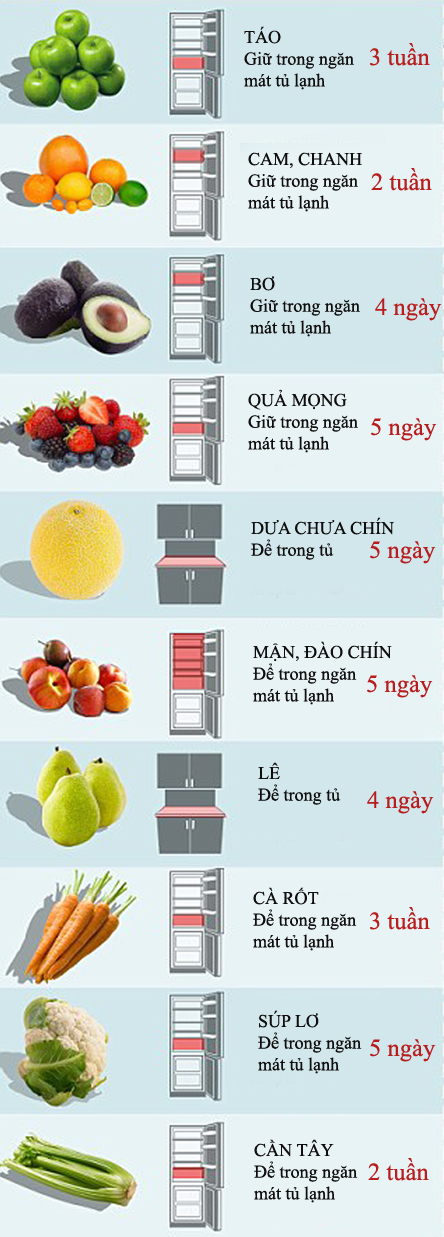 TÁO
Giữ trong ngăn
mát tủ lạnh
3 tuần
CAM, CHANH
Giữ trong ngăn
mát tủ lạnh
2 tuần
BƠ
Giữ trong ngăn
mát tủ lạnh
4 ngày
QUẢ MỌNG
Giữ trong ngăn
mát tủ lạnh
5 ngày
DƯA CHƯA CHÍN
Để trong tủ
5 ngày
MẬN, ĐÀO CHÍN
Để trong ngăn
mát tủ lạnh
5 ngày
LÊ
Để trong tủ
4 ngày
CÀ RỐT
Để trong ngăn
mát tủ lạnh
3 tuần
SÚP LƠ
Để trong ngăn
mát tủ lạnh
5 ngày
CẦN TÂY
Để trong ngăn
mát tủ lạnh
2 tuần